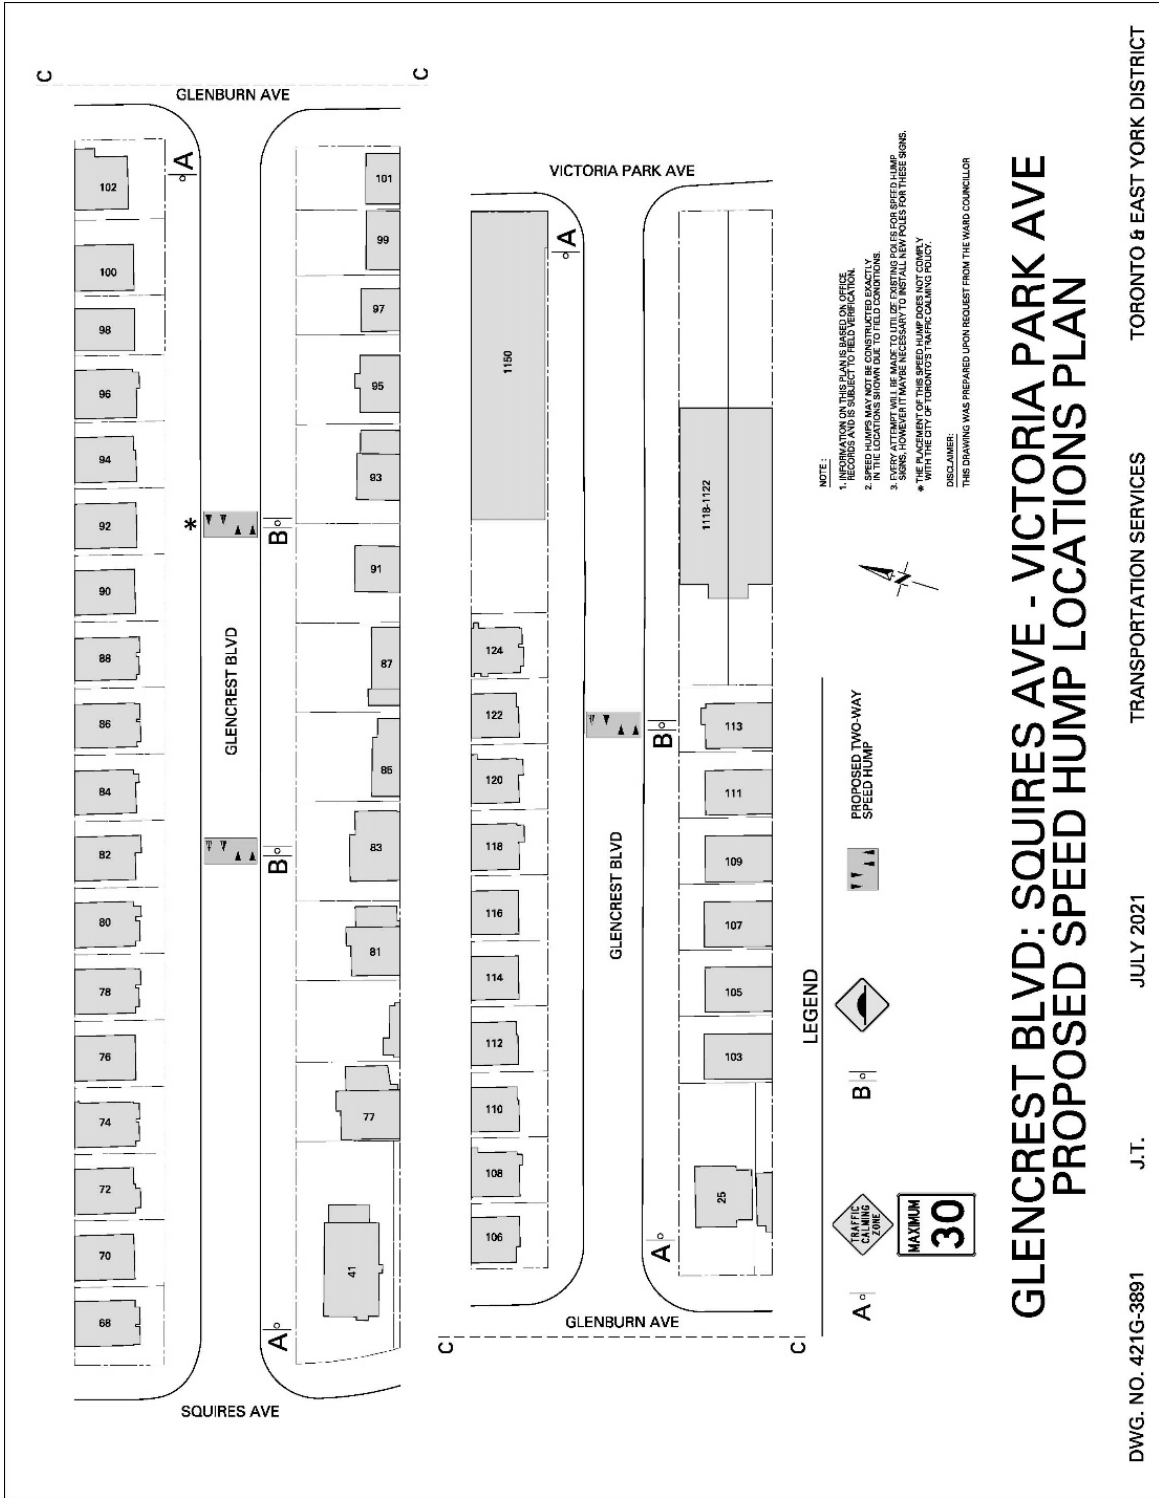 C
C
GLENBURN AVE
A
102
100
98
96
94
92
90
88
86
84
82
80
78
76
74
72
70
68
*
B
GLENCREST BLVD
B
A
101
99
97
95
93
91
87
85
83
81
77
41
SQUIRES AVE
VICTORIA PARK AVE
A
1150
124
122
120
118
116
114
112
110
108
106
B
GLENCREST BLVD
1118-1122
113
111
109
107
105
103
25
A
GLENBURN AVE
C
C
NOTE :
1. INFORMATION ON THIS PLAN IS BASED ON OFFICE
RECORDS AND IS SUBJECT TO FIELD VERIFICATION.
2. SPEED HUMPS MAY NOT BE CONSTRUCTED EXACTLY
IN THE LOCATIONS SHOWN DUE TO FIELD CONDITIONS.
3. EVERY ATTEMPT WILL BE MADE TO UTILIZE EXISTING POLES FOR SPEED HUMP
SIGNS, HOWEVER IT MAYBE NECESSARY TO INSTALL NEW POLES FOR THESE SIGNS.
* THE PLACEMENT OF THIS SPEED HUMP DOES NOT COMPLY
WITH THE CITY OF TORONTO'S TRAFFIC CALMING POLICY.
DISCLAIMER:
THIS DRAWING WAS PREPARED UPON REQUEST FROM THE WARD COUNCILLOR
N
LEGEND
A
TRAFFIC
CALMING
ZONE
MAXIMUM
30
B
PROPOSED TWO-WAY
SPEED HUMP
GLENCREST BLVD: SQUIRES AVE - VICTORIA PARK AVE
PROPOSED SPEED HUMP LOCATIONS PLAN
DWG. NO. 421G-3891
J.T.
JULY 2021
TRANSPORTATION SERVICES
TORONTO & EAST YORK DISTRICT